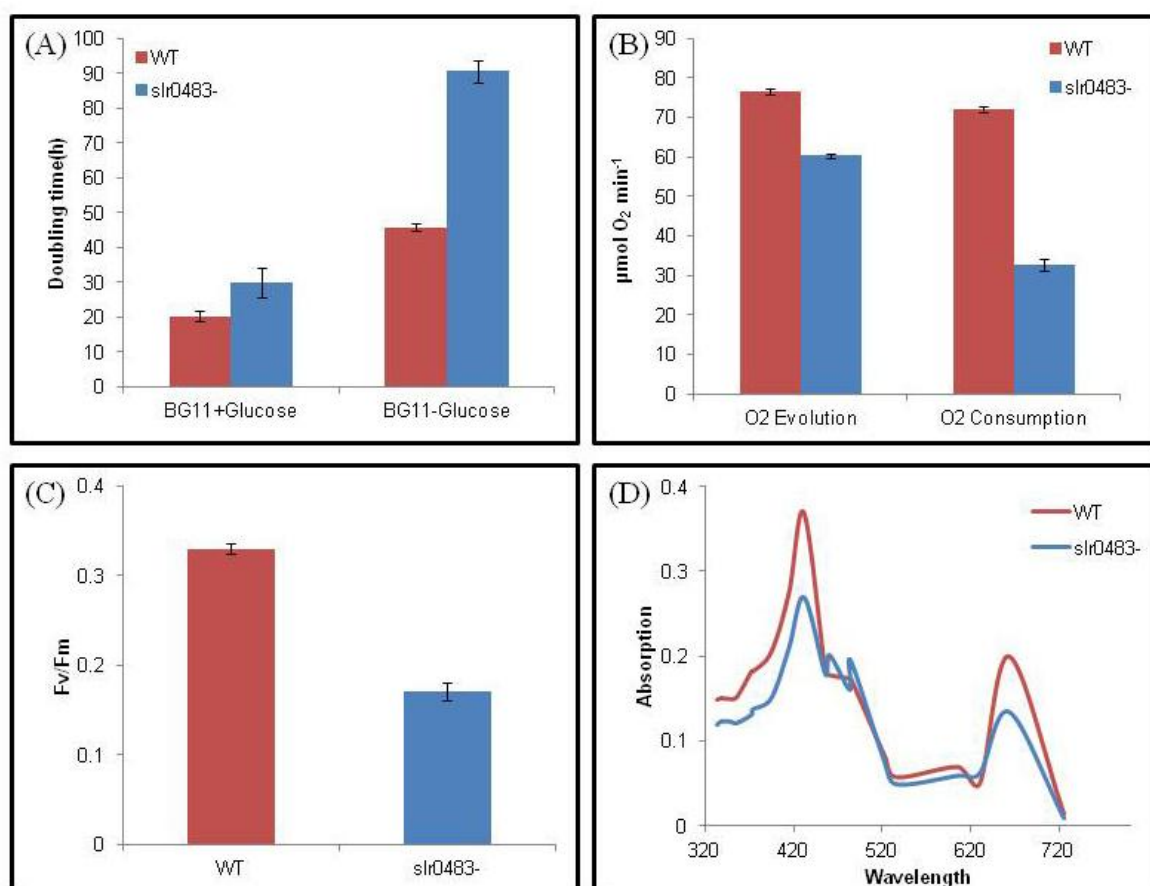 (A)
WT
slr0483-
Doubling time(h)
100
90
80
70
60
50
40
30
20
10
0
BG11+Glucose
BG11-Glucose
(B)
WT
slr0483-
µmol O₂ min⁻¹
90
80
70
60
50
40
30
20
10
0
O2 Evolution
O2 Consumption
(C)
Fv/Fm
0.4
0.3
0.2
0.1
0
WT
slr0483-
(D)
WT
slr0483-
Absorption
0.4
0.3
0.2
0.1
0
320
420
520
620
720
Wavelength